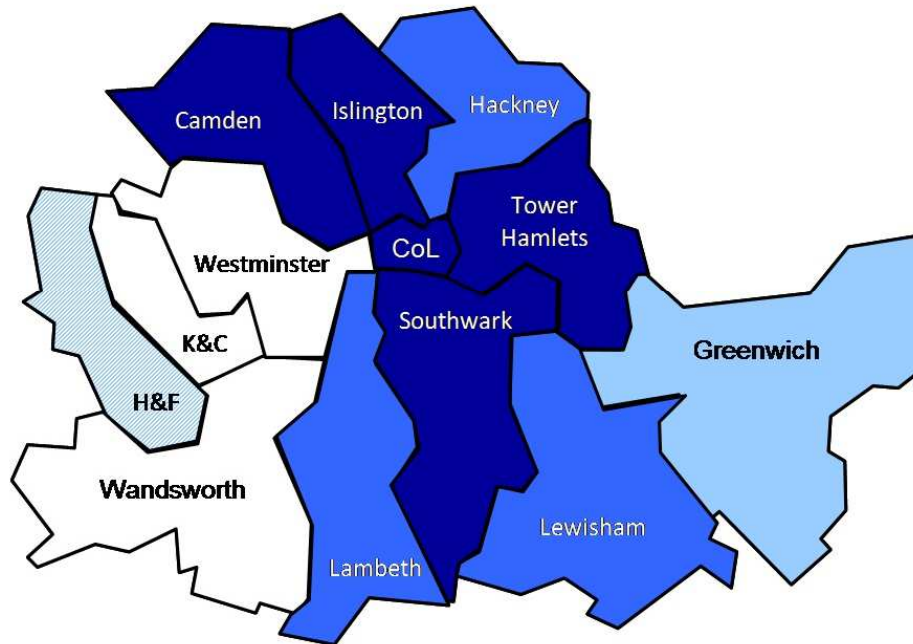 Camden
Islington
Hackney
Tower
Hamlets
CoL
Westminster
Southwark
K&C
Greenwich
H&F
Wandsworth
Lewisham
Lambeth